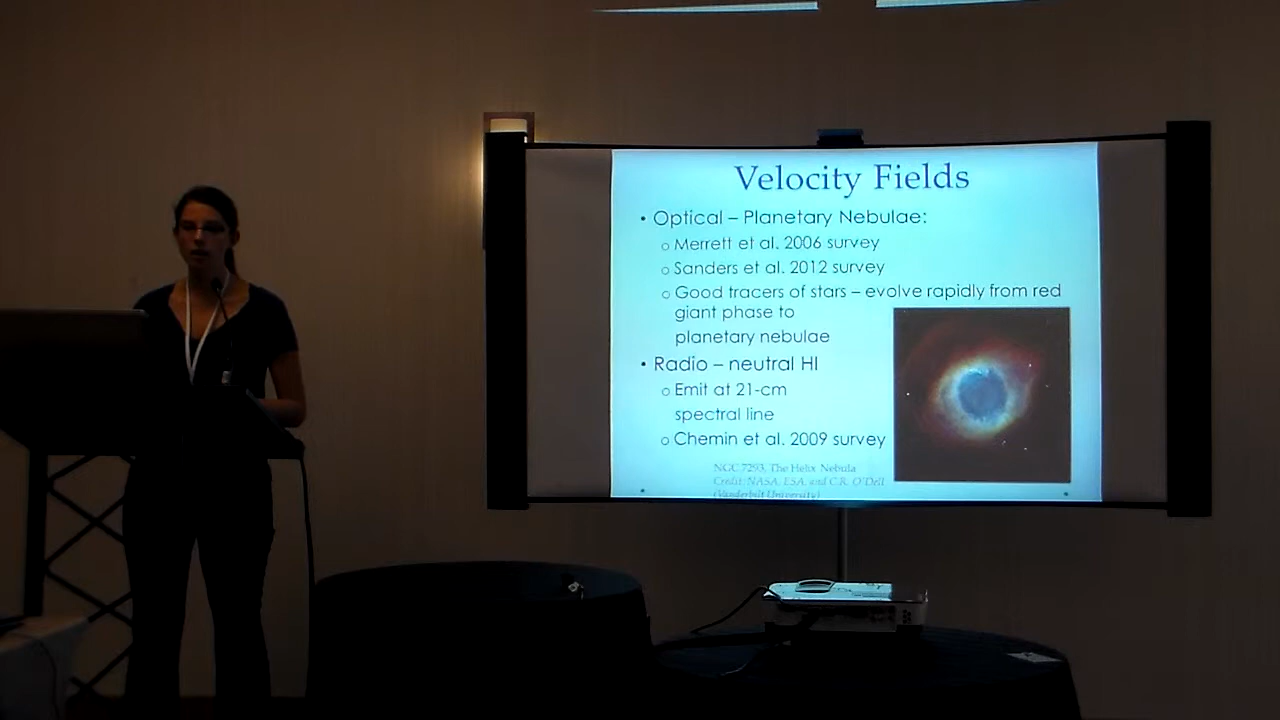 Velocity Fields
• Optical – Planetary Nebulae:
o Merrett et al. 2006 survey
o Sanders et al. 2012 survey
o Good tracers of stars – evolve rapidly from red
giant phase to
planetary nebulae
• Radio – neutral HI
o Emit at 21-cm
spectral line
o Chemin et al. 2009 survey
NGC 7293, The Helix Nebula
Credit: NASA, ESA, and C.R. O'Dell
(Vanderbilt University)